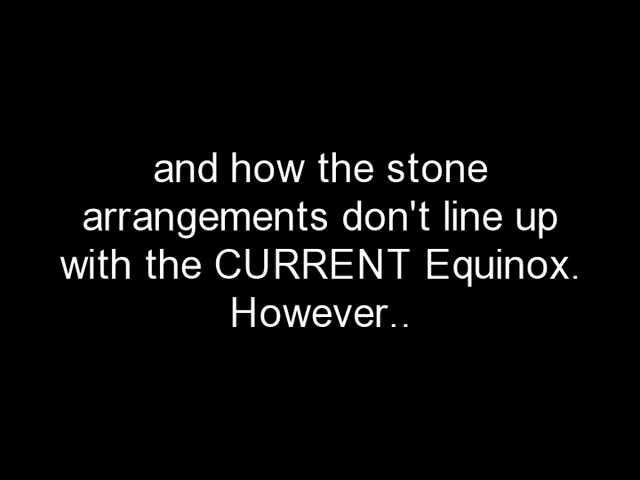 and how the stone
arrangements don't line up
with the CURRENT Equinox.
However..